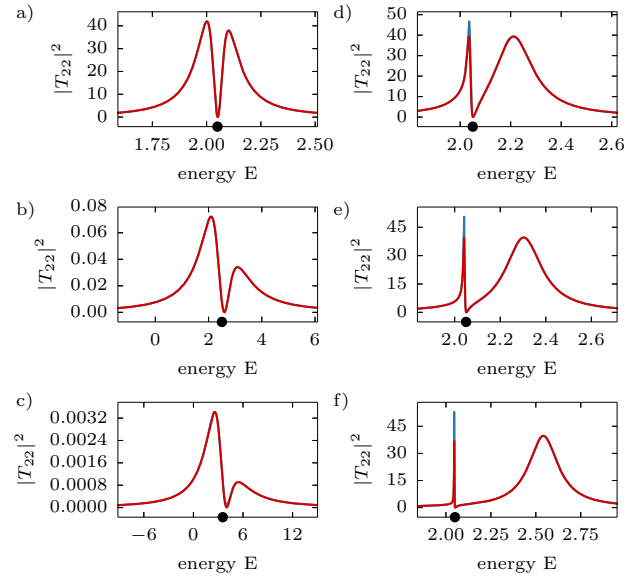 a)
|T22|²
40
30
20
10
0
1.75 2.00 2.25 2.50
energy E
d)
|T22|²
50
40
30
20
10
0
2.0 2.2 2.4 2.6
energy E
b)
|T22|²
0.08
0.06
0.04
0.02
0.00
0 2 4 6
energy E
e)
|T22|²
45
30
15
0
2.0 2.2 2.4 2.6
energy E
c)
|T22|²
0.0032
0.0024
0.0016
0.0008
0.0000
−6 0 6 12
energy E
f)
|T22|²
45
30
15
0
2.00 2.25 2.50 2.75
energy E